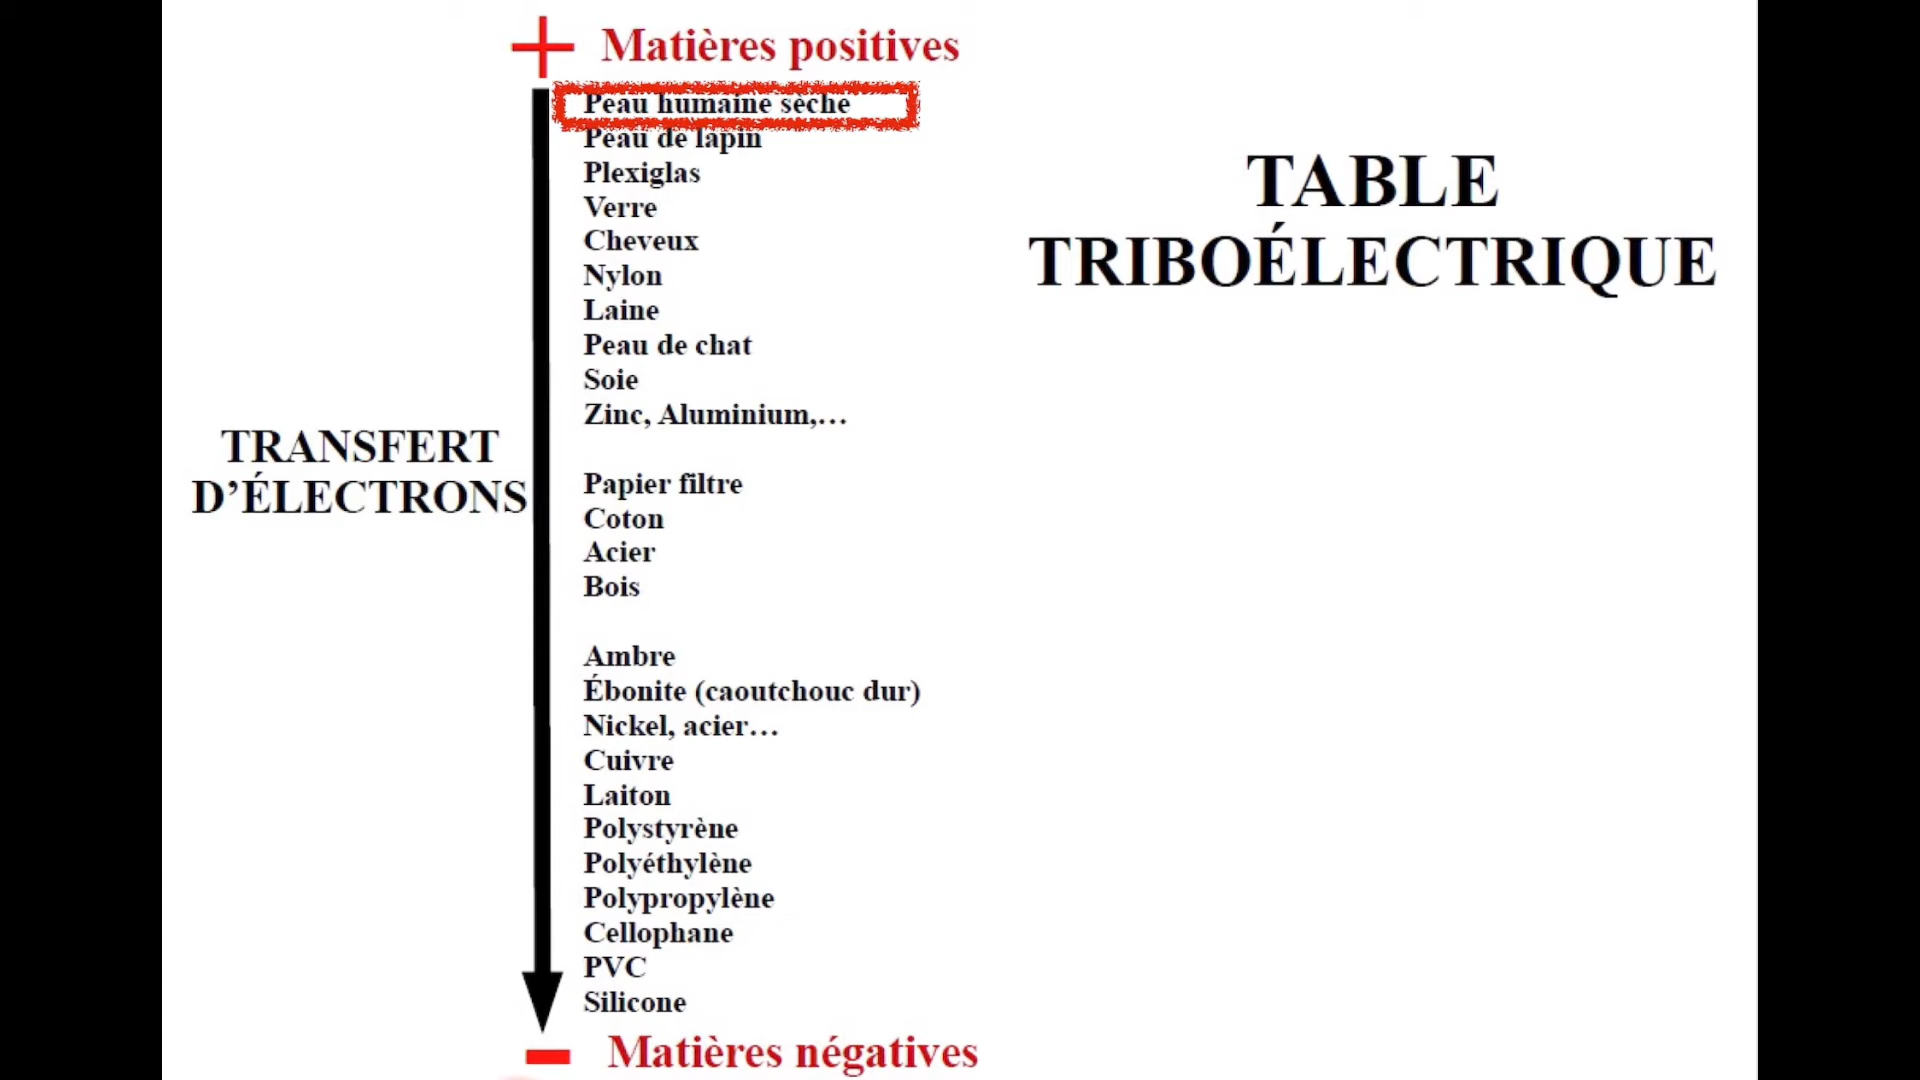 + Matières positives
Peau humaine sèche
Peau de lapin
Plexiglas
Verre
Cheveux
Nylon
Laine
Peau de chat
Soie
Zinc, Aluminium,…
Papier filtre
Coton
Acier
Bois
Ambre
Ébonite (caoutchouc dur)
Nickel, acier…
Cuivre
Laiton
Polystyrène
Polyéthylène
Polypropylène
Cellophane
PVC
Silicone
- Matières négatives
TRANSFERT
D’ÉLECTRONS
TABLE
TRIBOÉLECTRIQUE